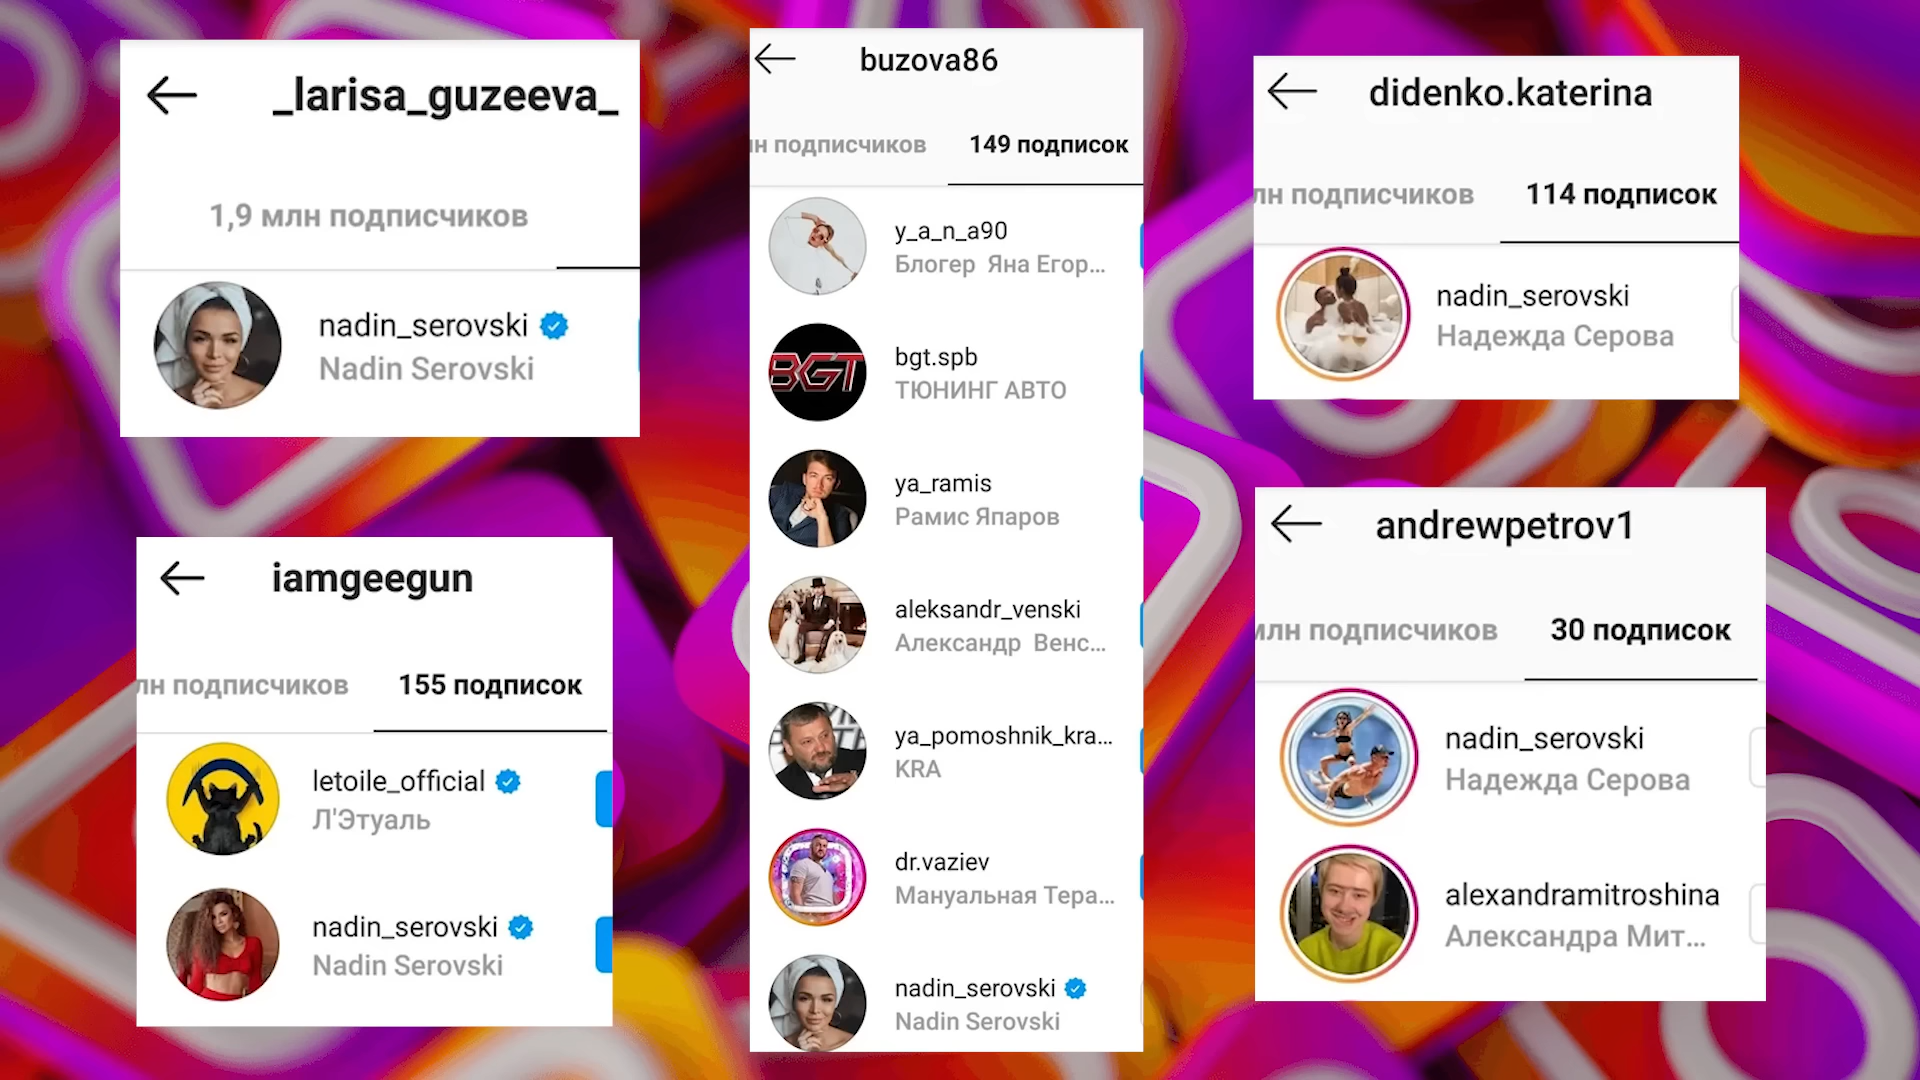 _larisa_guzeeva_
1,9 млн подписчиков
nadin_serovski
Nadin Serovski
iamgeegun
лн подписчиков
155 подписок
letoile_official
Л'Этуаль
nadin_serovski
Nadin Serovski
buzova86
н подписчиков
149 подписок
y_a_n_a90
Блогер Яна Егор...
bgt.spb
BGT
ТЮНИНГ АВТО
ya_ramis
Рамис Япаров
aleksandr_venski
Александр Венс...
ya_pomoshnik_kra...
KRA
dr.vaziev
Мануальная Тера...
nadin_serovski
Nadin Serovski
didenko.katerina
лн подписчиков
114 подписок
nadin_serovski
Надежда Серова
andrewpetrov1
млн подписчиков
30 подписок
nadin_serovski
Надежда Серова
alexandramitroshina
Александра Мит...